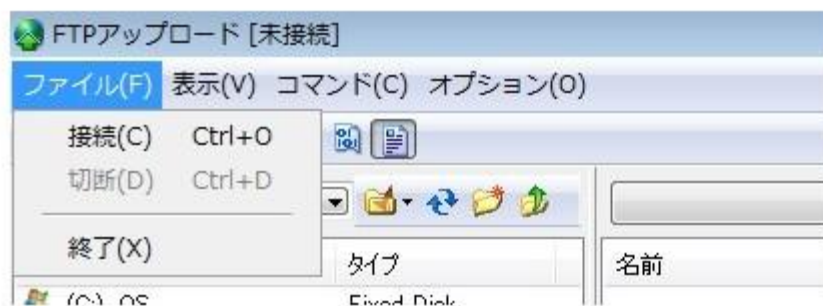 FTPアップロード [未接続]
ファイル(F) 表示(V) コマンド(C) オプション(O)
接続(C) Ctrl+O
切断(D) Ctrl+D
終了(X)
タイプ 名前
(C:) OS Fixed Disk